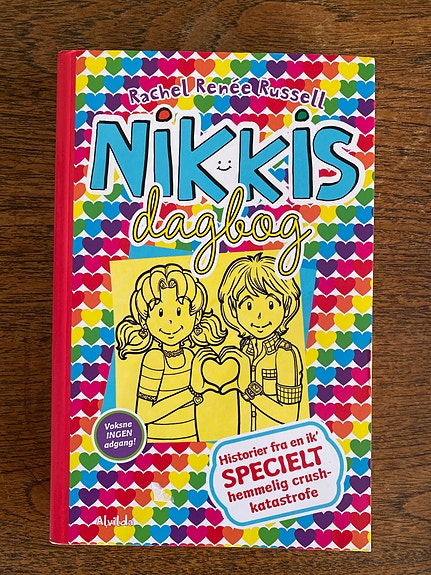 Rachel Renée Russell
NIKKIS
dagbog
Voksne
INGEN
adgang!
Historier fra en ik'
SPECIELT
hemmelig crush-
katastrofe
Alvilda